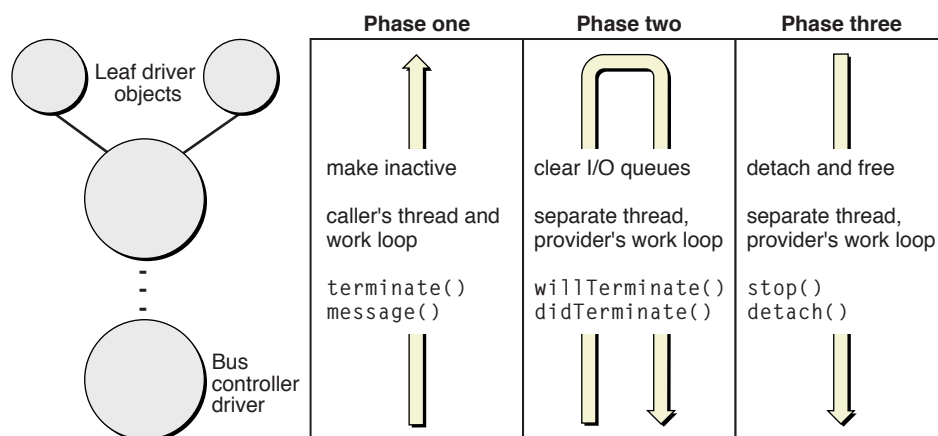 Phase one
Phase two
Phase three
Leaf driver
objects
make inactive
caller's thread and
work loop
terminate()
message()
clear I/O queues
separate thread,
provider's work loop
willTerminate()
didTerminate()
detach and free
separate thread,
provider's work loop
stop()
detach()
Bus
controller
driver